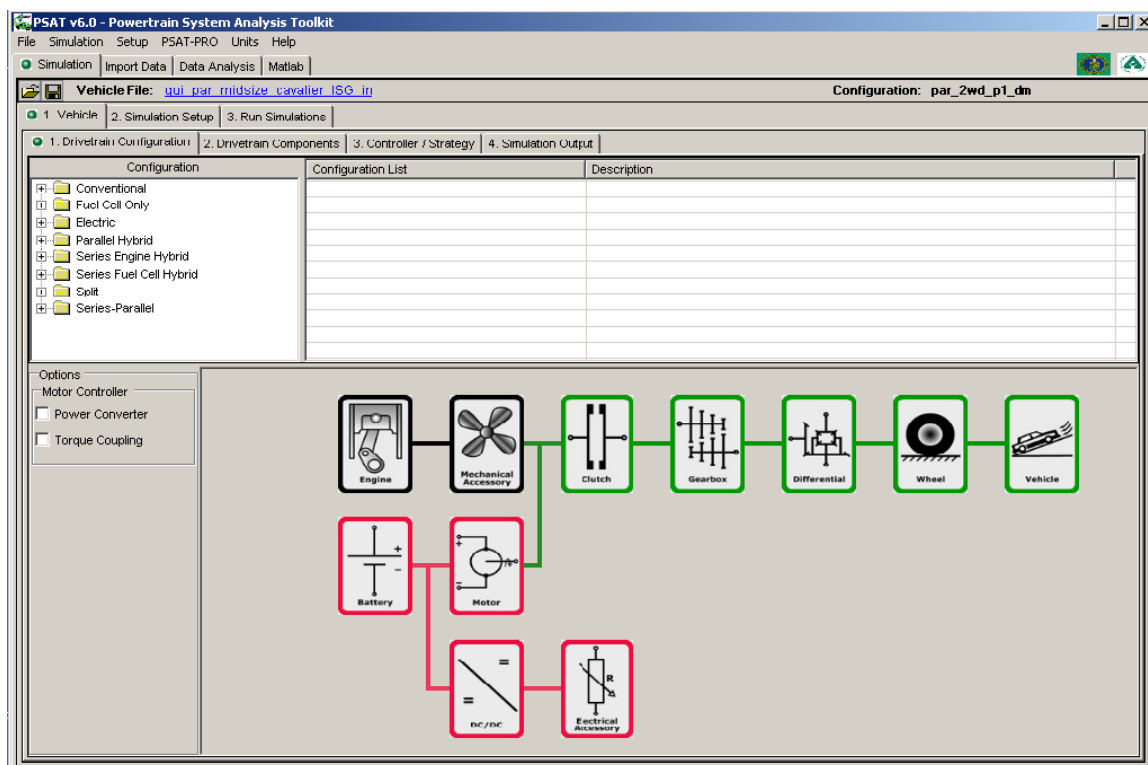 PSAT v6.0 - Powertrain System Analysis Toolkit
File Simulation Setup PSAT-PRO Units Help
Simulation Import Data Data Analysis Matlab
Vehicle File: gui_par_midsize_cavalier_ISG_in Configuration: par_2wd_p1_dm
1. Vehicle 2. Simulation Setup 3. Run Simulations
1. Drivetrain Configuration 2. Drivetrain Components 3. Controller / Strategy 4. Simulation Output
Configuration Configuration List Description
Conventional
Fuel Cell Only
Electric
Parallel Hybrid
Series Engine Hybrid
Series Fuel Cell Hybrid
Split
Series-Parallel
Options
Motor Controller
Power Converter
Torque Coupling
Engine
Mechanical Accessory
Clutch
Gearbox
Differential
Wheel
Vehicle
Battery
Motor
DC/DC
R
Electrical Accessory